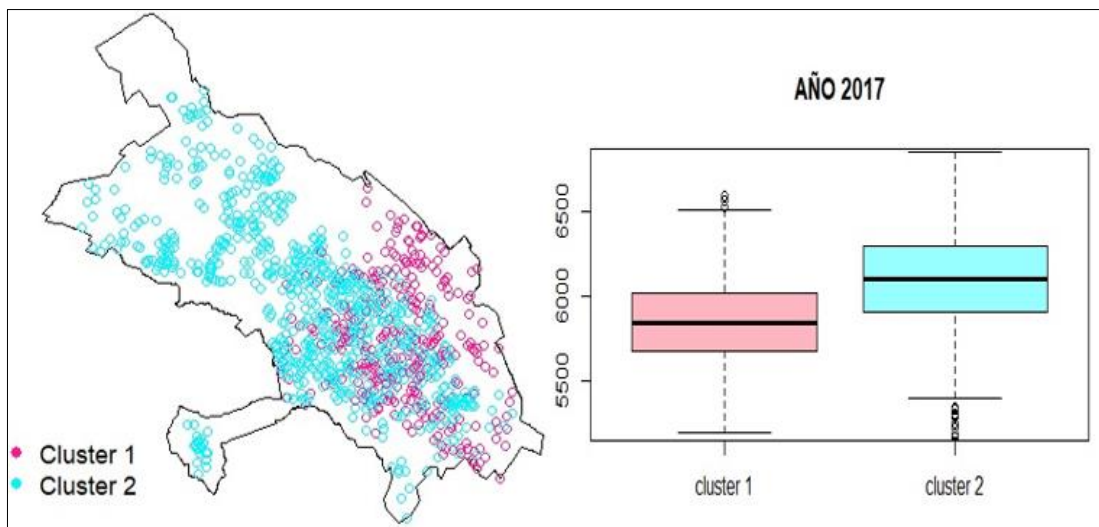 AÑO 2017
6500
6000
5500
cluster 1
cluster 2
Cluster 1
Cluster 2